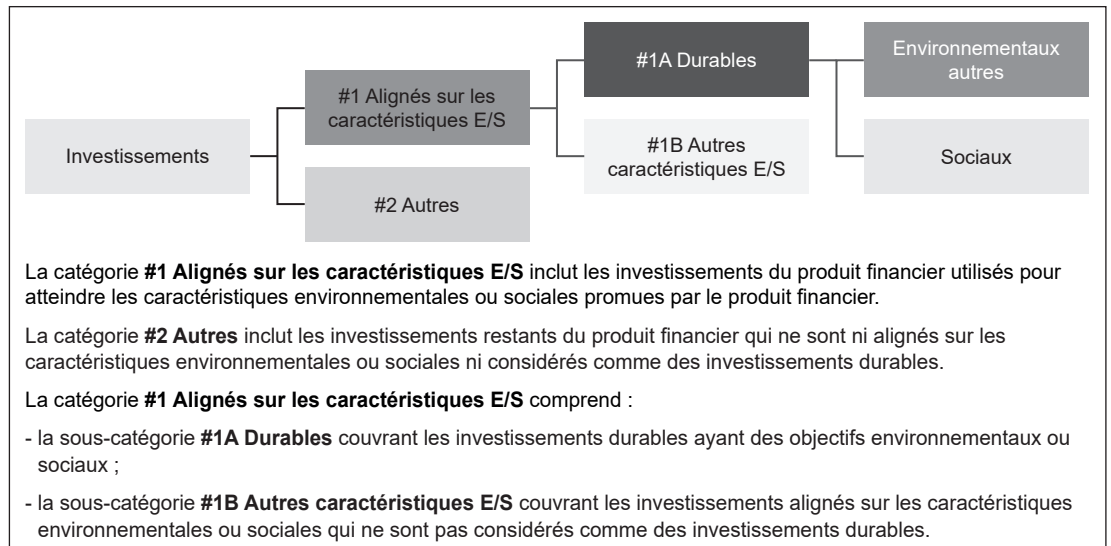 #1A Durables
Environnementaux
autres
#1 Alignés sur les
caractéristiques E/S
Investissements
#1B Autres
caractéristiques E/S
Sociaux
#2 Autres
La catégorie #1 Alignés sur les caractéristiques E/S inclut les investissements du produit financier utilisés pour
atteindre les caractéristiques environnementales ou sociales promues par le produit financier.
La catégorie #2 Autres inclut les investissements restants du produit financier qui ne sont ni alignés sur les
caractéristiques environnementales ou sociales ni considérés comme des investissements durables.
La catégorie #1 Alignés sur les caractéristiques E/S comprend :
- la sous-catégorie #1A Durables couvrant les investissements durables ayant des objectifs environnementaux ou
sociaux ;
- la sous-catégorie #1B Autres caractéristiques E/S couvrant les investissements alignés sur les caractéristiques
environnementales ou sociales qui ne sont pas considérés comme des investissements durables.